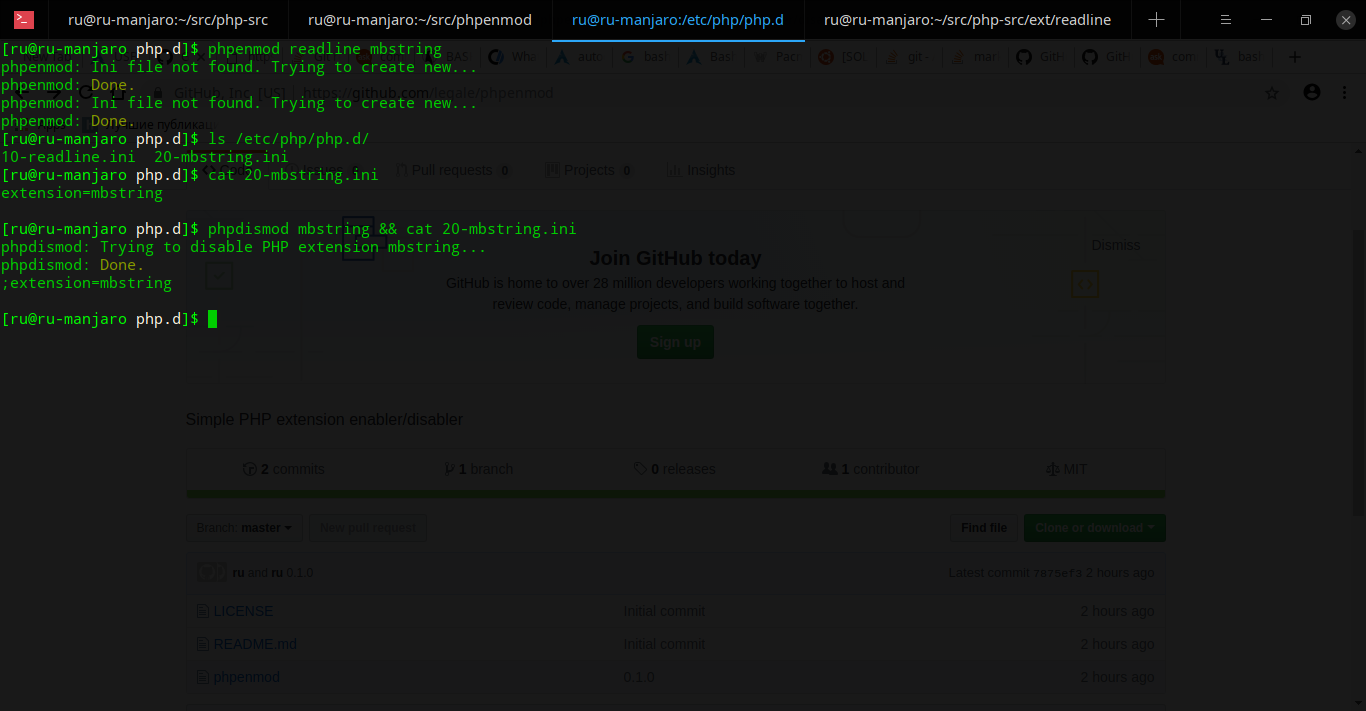 ru@ru-manjaro:~/src/php-src ru@ru-manjaro:~/src/phpenmod ru@ru-manjaro:/etc/php/php.d ru@ru-manjaro:~/src/php-src/ext/readline
[ru@ru-manjaro php.d]$ phpenmod readline mbstring
phpenmod: Ini file not found. Trying to create new...
phpenmod: Done.
phpenmod: Ini file not found. Trying to create new...
phpenmod: Done.
[ru@ru-manjaro php.d]$ ls /etc/php/php.d/
10-readline.ini  20-mbstring.ini
[ru@ru-manjaro php.d]$ cat 20-mbstring.ini
extension=mbstring
[ru@ru-manjaro php.d]$ phpdismod mbstring && cat 20-mbstring.ini
phpdismod: Trying to disable PHP extension mbstring...
phpdismod: Done.
;extension=mbstring
[ru@ru-manjaro php.d]$
GitHub, Inc. [US] https://github.com/legale/phpenmod
Pull requests 0 Projects 0 Insights
Dismiss
Join GitHub today
GitHub is home to over 28 million developers working together to host and
review code, manage projects, and build software together.
Sign up
Simple PHP extension enabler/disabler
2 commits 1 branch 0 releases 1 contributor MIT
Branch: master New pull request Find file Clone or download
ru and ru 0.1.0 Latest commit 7875ef3 2 hours ago
LICENSE Initial commit 2 hours ago
README.md Initial commit 2 hours ago
phpenmod 0.1.0 2 hours ago